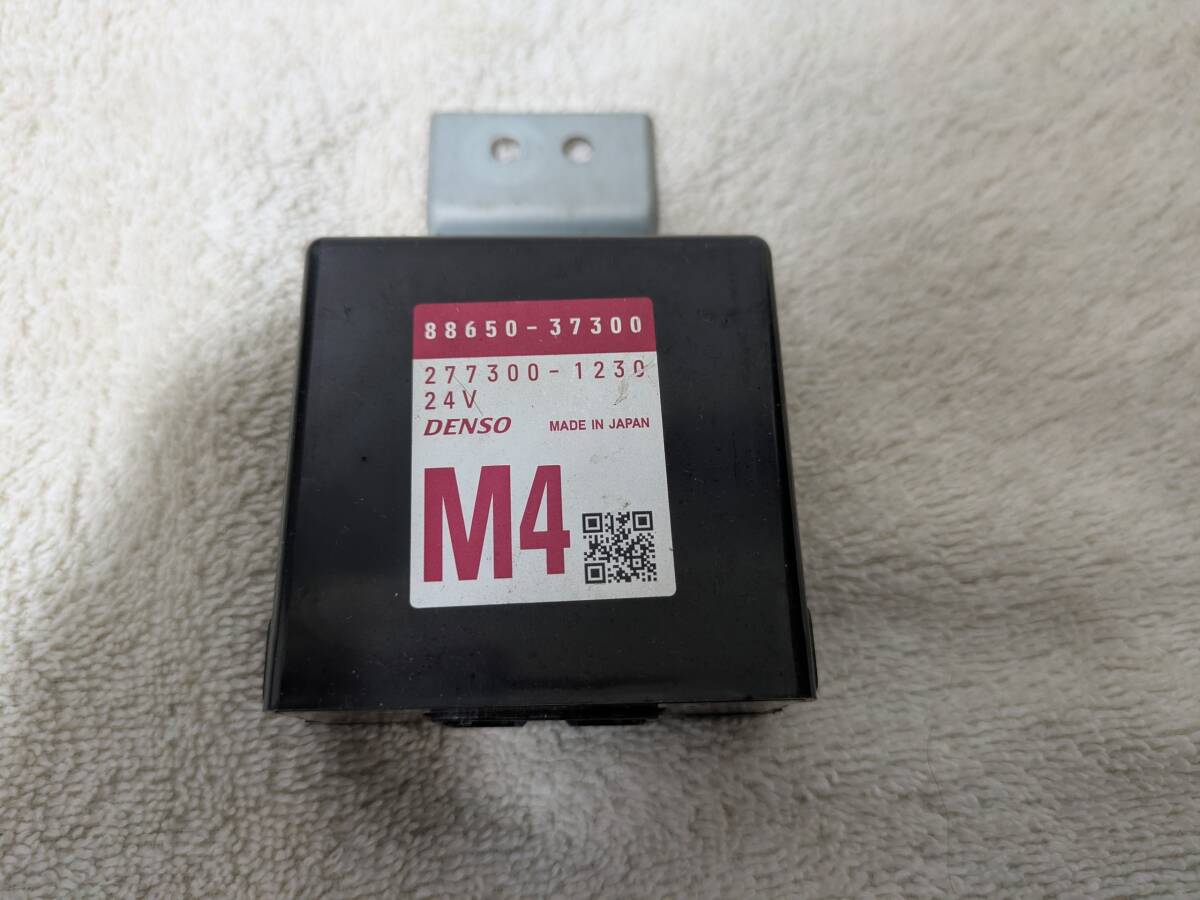 88650-37300
277300-1230
24V
DENSO MADE IN JAPAN
M4